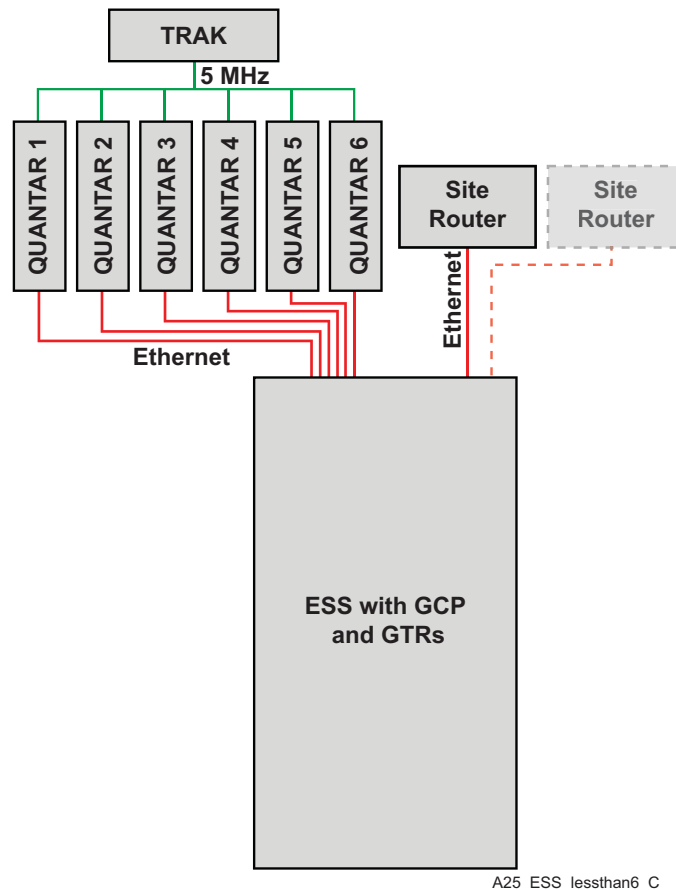 TRAK
5 MHz
QUANTAR 1
QUANTAR 2
QUANTAR 3
QUANTAR 4
QUANTAR 5
QUANTAR 6
Site
Router
Site
Router
Ethernet
Ethernet
ESS with GCP
and GTRs
A25_ESS_lessthan6_C